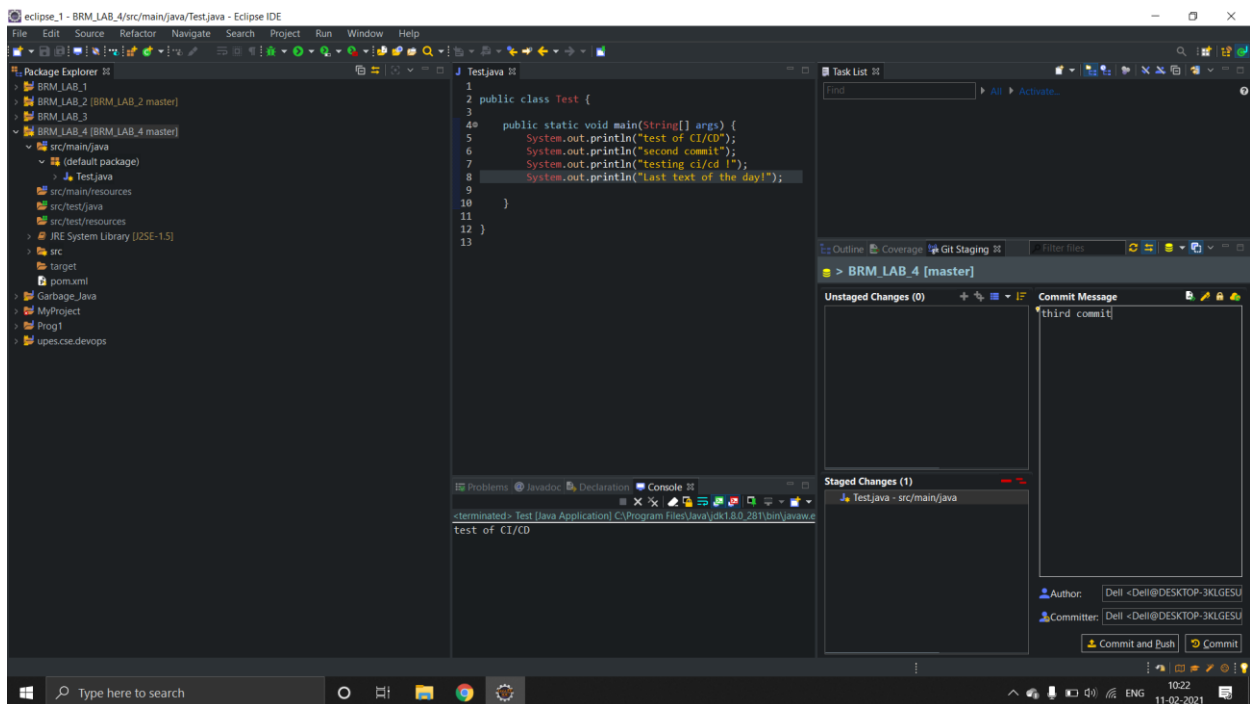 eclipse_1 - BRM_LAB_4/src/main/java/Test.java - Eclipse IDE
File Edit Source Refactor Navigate Search Project Run Window Help
Package Explorer
BRM_LAB_1
BRM_LAB_2 [BRM_LAB_2 master]
BRM_LAB_3
BRM_LAB_4 [BRM_LAB_4 master]
src/main/java
(default package)
Test.java
src/main/resources
src/test/java
src/test/resources
JRE System Library [J2SE-1.5]
src
target
pom.xml
Garbage_Java
MyProject
Prog1
upes.cse.devops
Test.java
1
2 public class Test {
3
4 public static void main(String[] args) {
5 System.out.println("test of CI/CD");
6 System.out.println("second commit");
7 System.out.println("testing ci/cd !");
8 System.out.println("Last text of the day!");
9
10 }
11
12 }
13
Problems Javadoc Declaration Console
<terminated> Test [Java Application] C:\Program Files\Java\jdk1.8.0_281\bin\javaw.e
test of CI/CD
Task List
Find All Activate...
Outline Coverage Git Staging Filter files
> BRM_LAB_4 [master]
Unstaged Changes (0)
Staged Changes (1)
Test.java - src/main/java
Commit Message
third commit
Author: Dell <Dell@DESKTOP-3KLGESU
Committer: Dell <Dell@DESKTOP-3KLGESU
Commit and Push Commit
Type here to search
ENG
10:22
11-02-2021